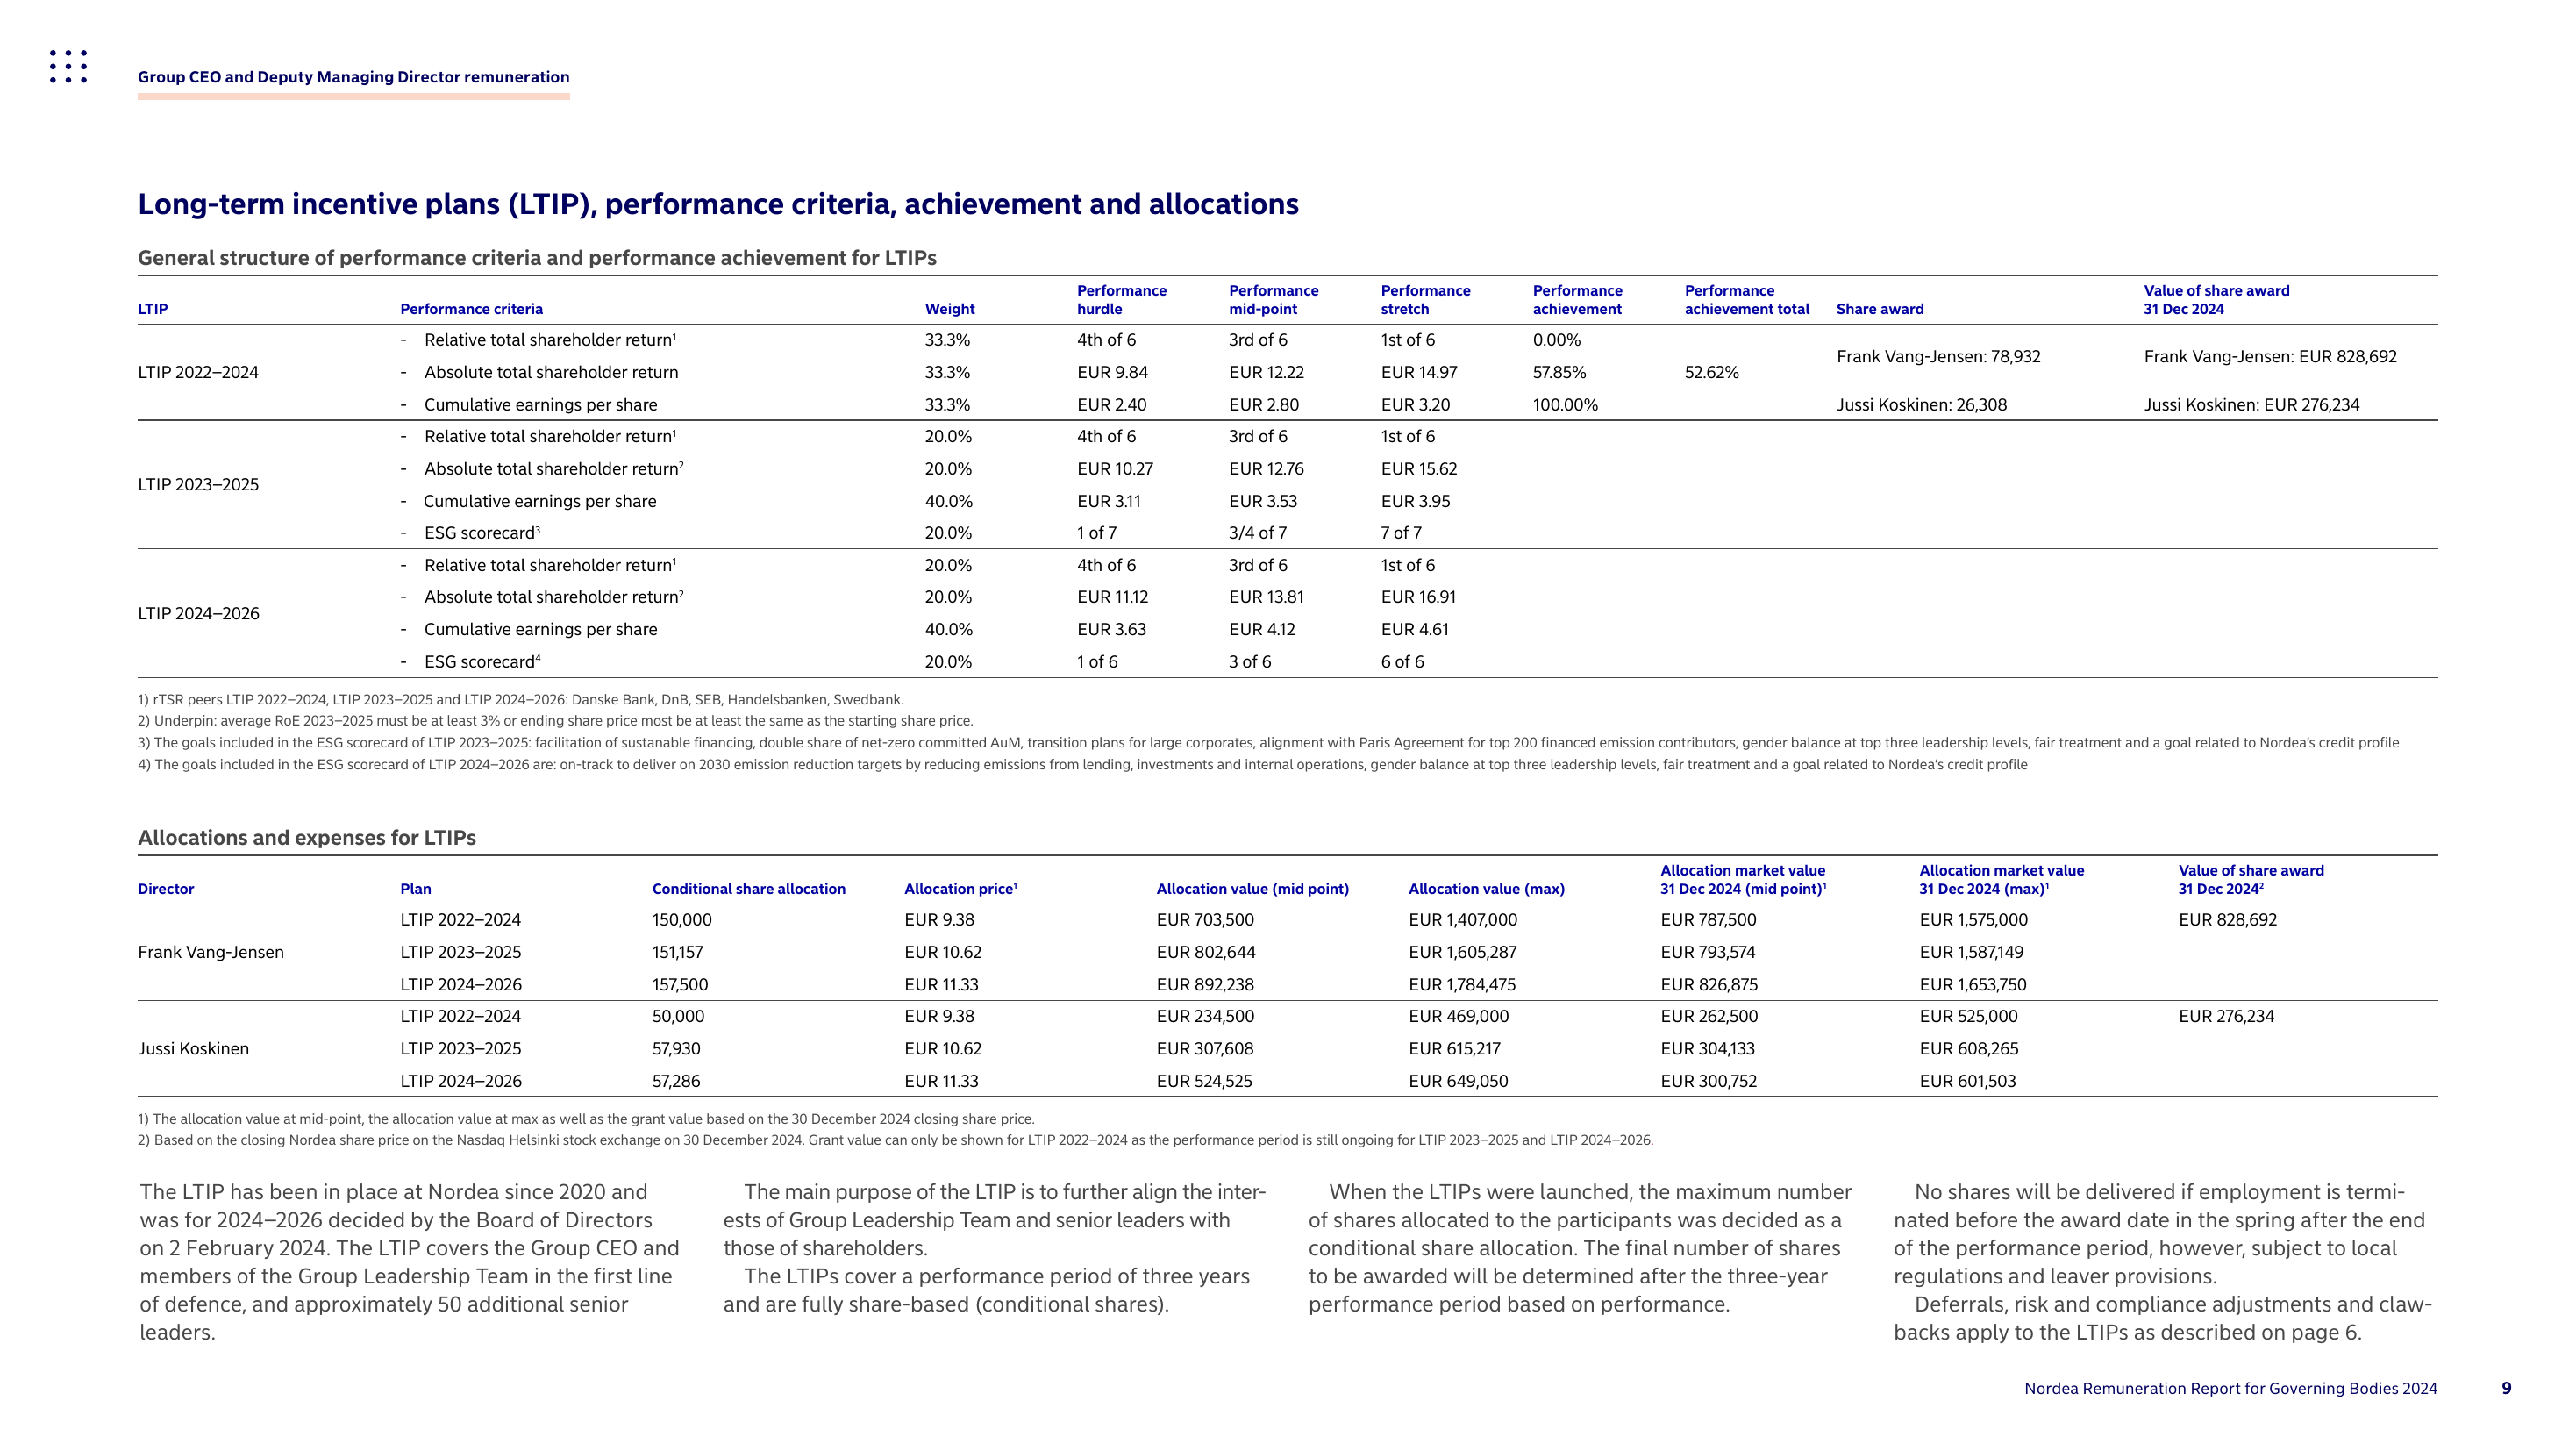 Group CEO and Deputy Managing Director remuneration
Long-term incentive plans (LTIP), performance criteria, achievement and allocations
General structure of performance criteria and performance achievement for LTIPs
LTIP Performance criteria Weight Performance hurdle Performance mid-point Performance stretch Performance achievement Performance achievement total Share award Value of share award 31 Dec 2024
LTIP 2022–2024
- Relative total shareholder return1 33.3% 4th of 6 3rd of 6 1st of 6 0.00%
- Absolute total shareholder return 33.3% EUR 9.84 EUR 12.22 EUR 14.97 57.85% 52.62%
- Cumulative earnings per share 33.3% EUR 2.40 EUR 2.80 EUR 3.20 100.00%
Frank Vang-Jensen: 78,932 Frank Vang-Jensen: EUR 828,692
Jussi Koskinen: 26,308 Jussi Koskinen: EUR 276,234
LTIP 2023–2025
- Relative total shareholder return1 20.0% 4th of 6 3rd of 6 1st of 6
- Absolute total shareholder return2 20.0% EUR 10.27 EUR 12.76 EUR 15.62
- Cumulative earnings per share 40.0% EUR 3.11 EUR 3.53 EUR 3.95
- ESG scorecard3 20.0% 1 of 7 3/4 of 7 7 of 7
LTIP 2024–2026
- Relative total shareholder return1 20.0% 4th of 6 3rd of 6 1st of 6
- Absolute total shareholder return2 20.0% EUR 11.12 EUR 13.81 EUR 16.91
- Cumulative earnings per share 40.0% EUR 3.63 EUR 4.12 EUR 4.61
- ESG scorecard4 20.0% 1 of 6 3 of 6 6 of 6
1) rTSR peers LTIP 2022–2024, LTIP 2023–2025 and LTIP 2024–2026: Danske Bank, DnB, SEB, Handelsbanken, Swedbank.
2) Underpin: average RoE 2023–2025 must be at least 3% or ending share price most be at least the same as the starting share price.
3) The goals included in the ESG scorecard of LTIP 2023–2025: facilitation of sustanable financing, double share of net-zero committed AuM, transition plans for large corporates, alignment with Paris Agreement for top 200 financed emission contributors, gender balance at top three leadership levels, fair treatment and a goal related to Nordea’s credit profile
4) The goals included in the ESG scorecard of LTIP 2024–2026 are: on-track to deliver on 2030 emission reduction targets by reducing emissions from lending, investments and internal operations, gender balance at top three leadership levels, fair treatment and a goal related to Nordea’s credit profile
Allocations and expenses for LTIPs
Director Plan Conditional share allocation Allocation price1 Allocation value (mid point) Allocation value (max) Allocation market value 31 Dec 2024 (mid point)1 Allocation market value 31 Dec 2024 (max)1 Value of share award 31 Dec 20242
Frank Vang-Jensen
LTIP 2022–2024 150,000 EUR 9.38 EUR 703,500 EUR 1,407,000 EUR 787,500 EUR 1,575,000 EUR 828,692
LTIP 2023–2025 151,157 EUR 10.62 EUR 802,644 EUR 1,605,287 EUR 793,574 EUR 1,587,149
LTIP 2024–2026 157,500 EUR 11.33 EUR 892,238 EUR 1,784,475 EUR 826,875 EUR 1,653,750
Jussi Koskinen
LTIP 2022–2024 50,000 EUR 9.38 EUR 234,500 EUR 469,000 EUR 262,500 EUR 525,000 EUR 276,234
LTIP 2023–2025 57,930 EUR 10.62 EUR 307,608 EUR 615,217 EUR 304,133 EUR 608,265
LTIP 2024–2026 57,286 EUR 11.33 EUR 524,525 EUR 649,050 EUR 300,752 EUR 601,503
1) The allocation value at mid-point, the allocation value at max as well as the grant value based on the 30 December 2024 closing share price.
2) Based on the closing Nordea share price on the Nasdaq Helsinki stock exchange on 30 December 2024. Grant value can only be shown for LTIP 2022–2024 as the performance period is still ongoing for LTIP 2023–2025 and LTIP 2024–2026.
The LTIP has been in place at Nordea since 2020 and
was for 2024–2026 decided by the Board of Directors
on 2 February 2024. The LTIP covers the Group CEO and
members of the Group Leadership Team in the first line
of defence, and approximately 50 additional senior
leaders.
The main purpose of the LTIP is to further align the inter-
ests of Group Leadership Team and senior leaders with
those of shareholders.
The LTIPs cover a performance period of three years
and are fully share-based (conditional shares).
When the LTIPs were launched, the maximum number
of shares allocated to the participants was decided as a
conditional share allocation. The final number of shares
to be awarded will be determined after the three-year
performance period based on performance.
No shares will be delivered if employment is termi-
nated before the award date in the spring after the end
of the performance period, however, subject to local
regulations and leaver provisions.
Deferrals, risk and compliance adjustments and claw-
backs apply to the LTIPs as described on page 6.
Nordea Remuneration Report for Governing Bodies 2024 9